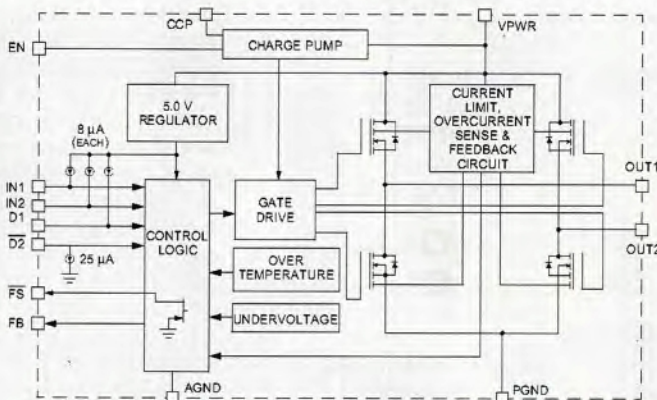 CCP
VPWR
EN
CHARGE PUMP
5.0 V
REGULATOR
CURRENT
LIMIT,
OVERCURRENT
SENSE &
FEEDBACK
CIRCUIT
8 µA
(EACH)
OUT1
IN1
IN2
D1
D2
GATE
DRIVE
CONTROL
LOGIC
OUT2
25 µA
OVER
TEMPERATURE
FS
FB
UNDERVOLTAGE
AGND
PGND